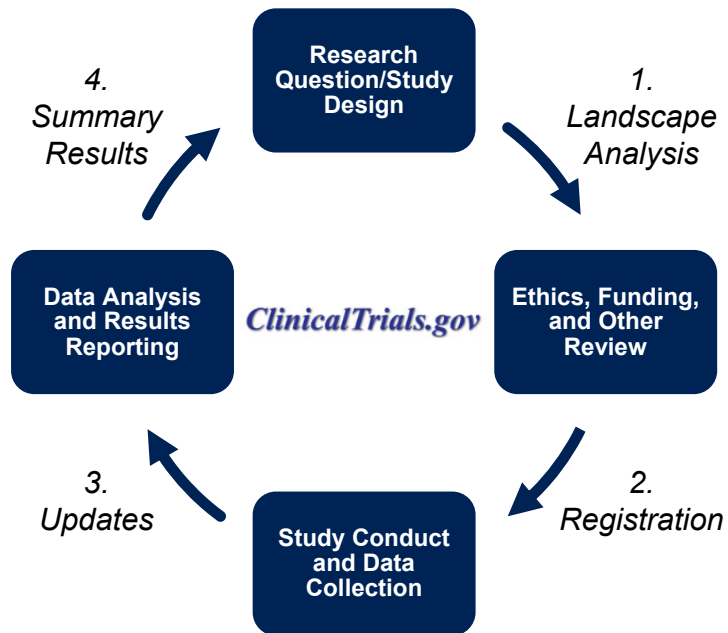 Research
Question/Study
Design
1.
Landscape
Analysis
Ethics, Funding,
and Other
Review
2.
Registration
Study Conduct
and Data
Collection
3.
Updates
Data Analysis
and Results
Reporting
4.
Summary
Results
ClinicalTrials.gov